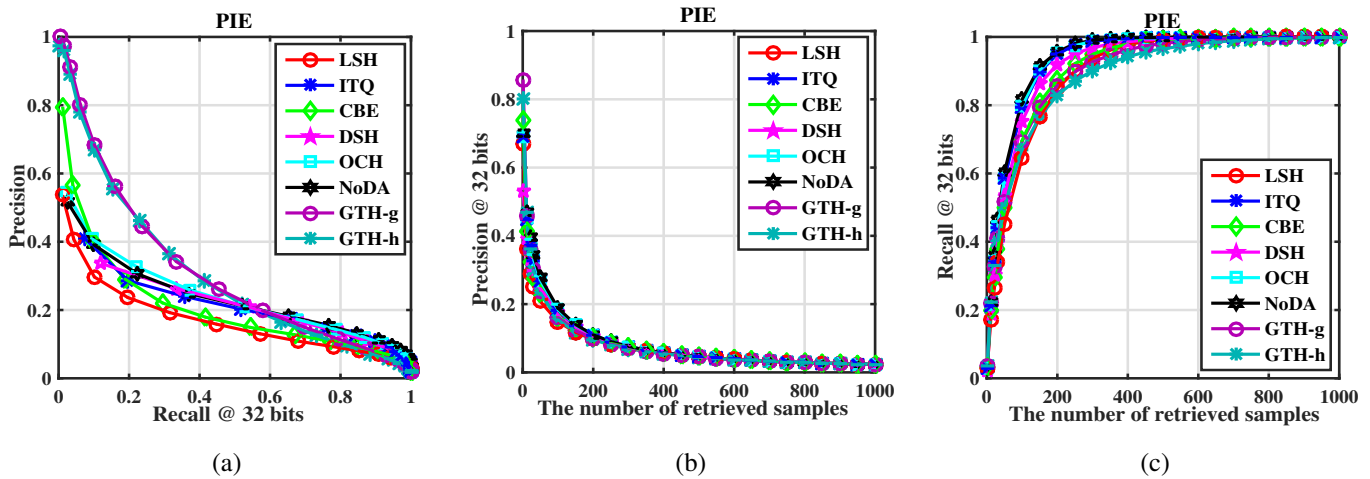 PIE
Precision
1
0.8
0.6
0.4
0.2
0
0
0.2
0.4
0.6
0.8
1
Recall @ 32 bits
LSH
ITQ
CBE
DSH
OCH
NoDA
GTH-g
GTH-h
(a)
PIE
Precision @ 32 bits
1
0.8
0.6
0.4
0.2
0
0
200
400
600
800
1000
The number of retrieved samples
LSH
ITQ
CBE
DSH
OCH
NoDA
GTH-g
GTH-h
(b)
PIE
Recall @ 32 bits
1
0.8
0.6
0.4
0.2
0
0
200
400
600
800
1000
The number of retrieved samples
LSH
ITQ
CBE
DSH
OCH
NoDA
GTH-g
GTH-h
(c)